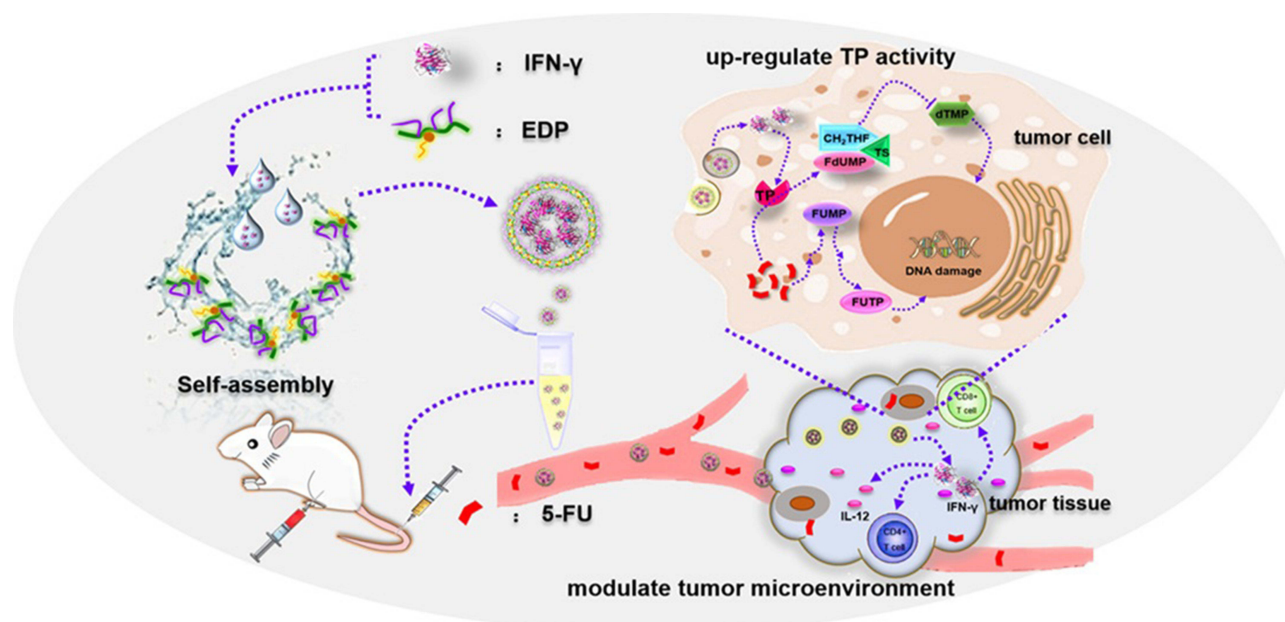 : IFN-γ
: EDP
Self-assembly
: 5-FU
up-regulate TP activity
tumor cell
CH₂THF
TS
FdUMP
dTMP
TP
FUMP
FUTP
DNA damage
CD8+
T cell
IL-12
IFN-γ
CD4+
T cell
tumor tissue
modulate tumor microenvironment